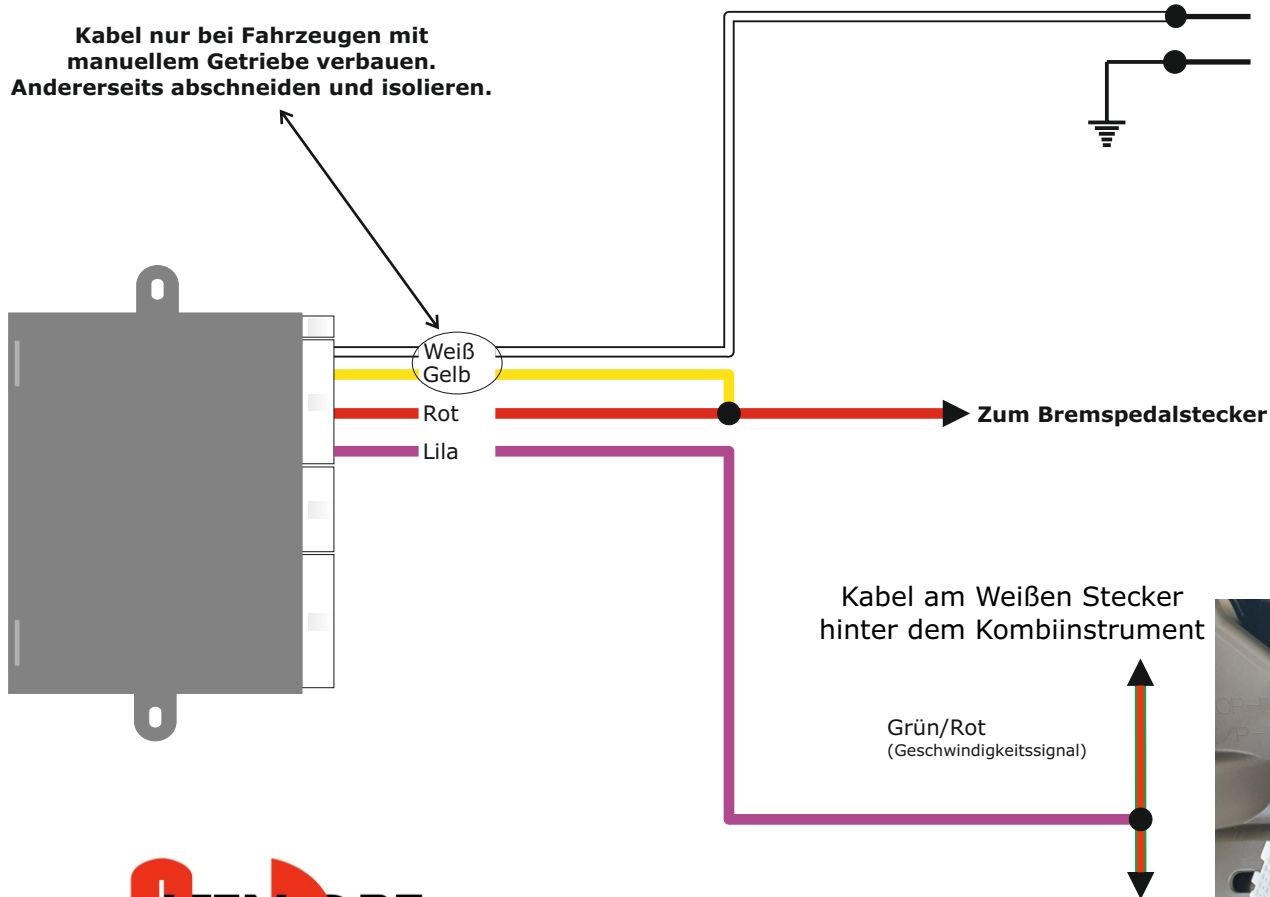 Kabel nur bei Fahrzeugen mit
manuellem Getriebe verbauen.
Andererseits abschneiden und isolieren.
Weiß
Gelb
Rot
Zum Bremspedalstecker
Lila
Kabel am Weißen Stecker
hinter dem Kombiinstrument
Grün/Rot
(Geschwindigkeitssignal)